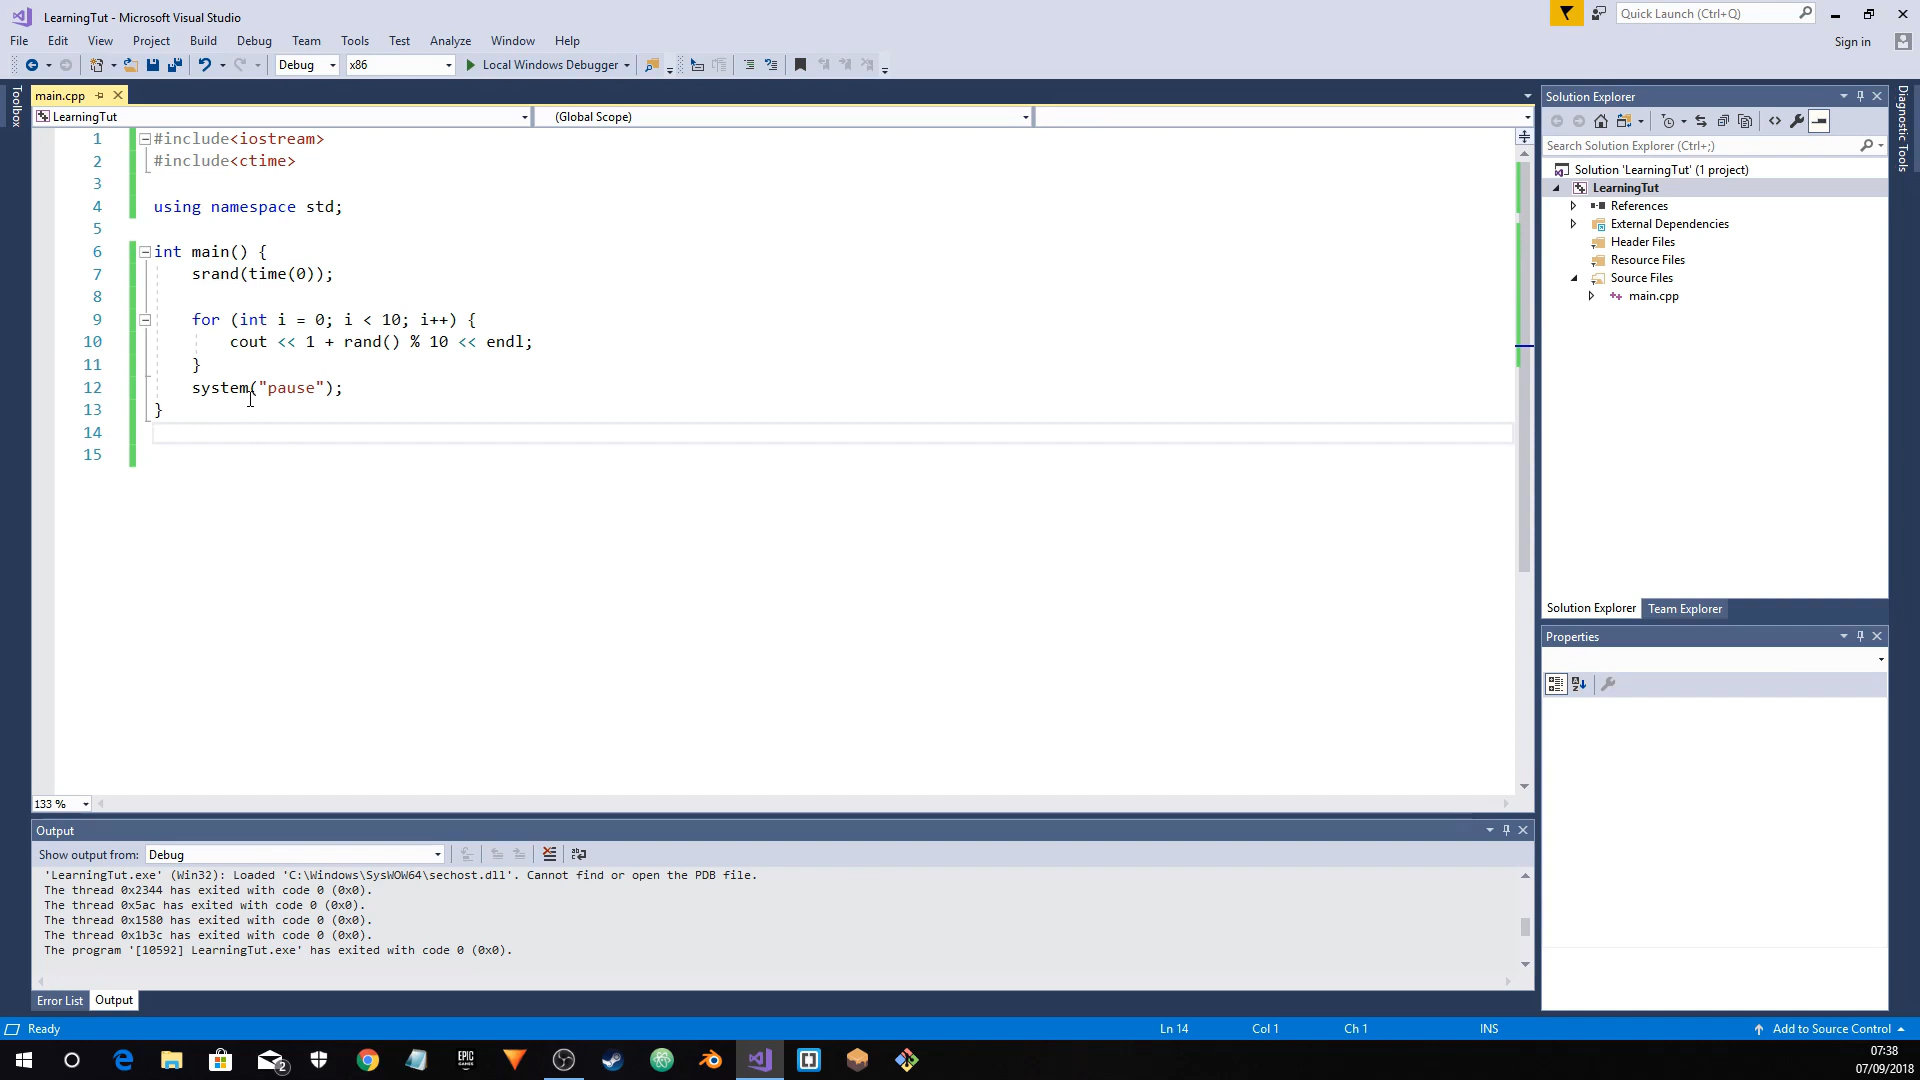 LearningTut - Microsoft Visual Studio
Quick Launch (Ctrl+Q)
File Edit View Project Build Debug Team Tools Test Analyze Window Help
Sign in
Debug x86 Local Windows Debugger
Toolbox
main.cpp
LearningTut (Global Scope)
1 #include<iostream>
2 #include<ctime>
3
4 using namespace std;
5
6 int main() {
7 srand(time(0));
8
9 for (int i = 0; i < 10; i++) {
10 cout << 1 + rand() % 10 << endl;
11 }
12 system("pause");
13 }
14
15
133 %
Solution Explorer
Search Solution Explorer (Ctrl+;)
Solution 'LearningTut' (1 project)
LearningTut
References
External Dependencies
Header Files
Resource Files
Source Files
main.cpp
Solution Explorer Team Explorer
Properties
Diagnostic Tools
Output
Show output from: Debug
'LearningTut.exe' (Win32): Loaded 'C:\Windows\SysWOW64\sechost.dll'. Cannot find or open the PDB file.
The thread 0x2344 has exited with code 0 (0x0).
The thread 0x5ac has exited with code 0 (0x0).
The thread 0x1580 has exited with code 0 (0x0).
The thread 0x1b3c has exited with code 0 (0x0).
The program '[10592] LearningTut.exe' has exited with code 0 (0x0).
Error List Output
Ready Ln 14 Col 1 Ch 1 INS Add to Source Control
2
EPIC
GAMES
07:38
07/09/2018